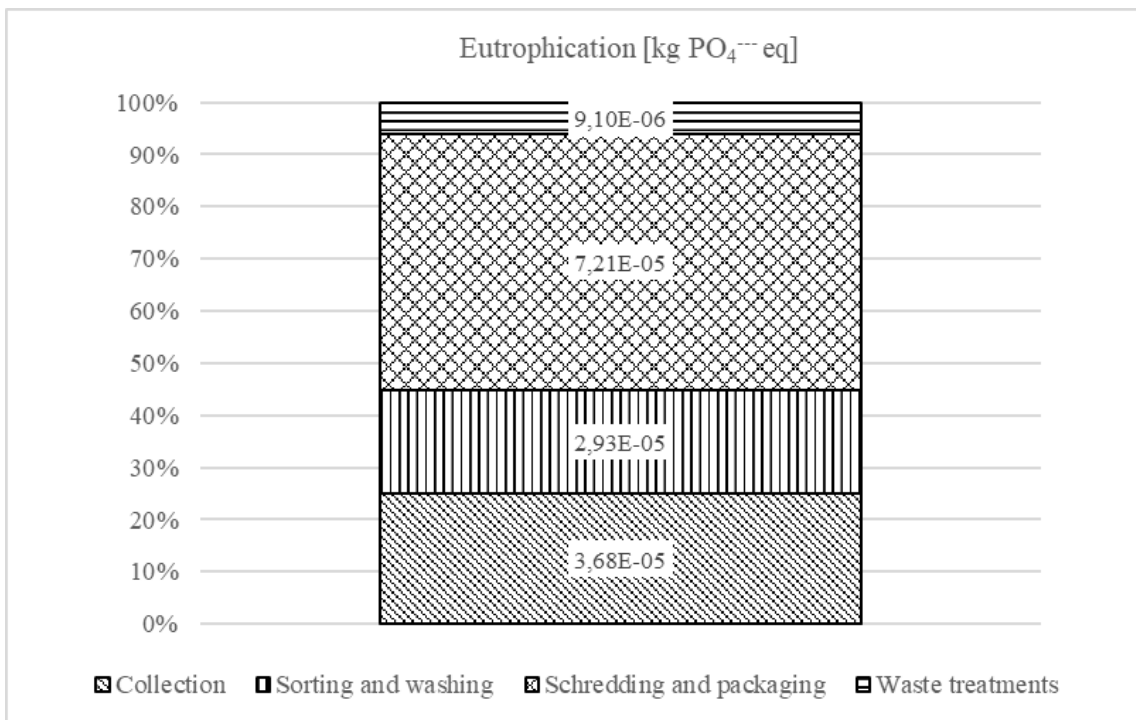 Eutrophication [kg PO₄--- eq]
100%
90%
80%
70%
60%
50%
40%
30%
20%
10%
0%
9,10E-06
7,21E-05
2,93E-05
3,68E-05
Collection Sorting and washing Schredding and packaging Waste treatments